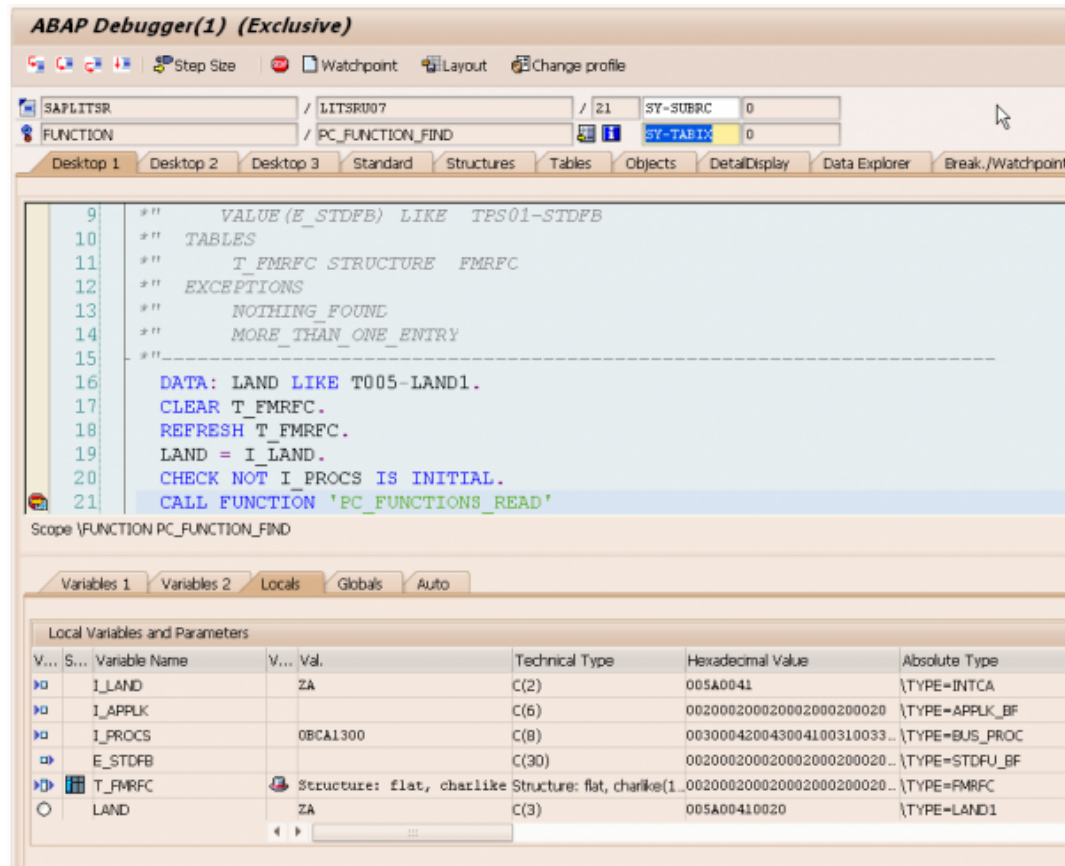 ABAP Debugger(1) (Exclusive)
Step Size Watchpoint Layout Change profile
SAPLITSR / LITSRU07 / 21 SY-SUBRC 0
FUNCTION / PC_FUNCTION_FIND SY-TABIX 0
Desktop 1 Desktop 2 Desktop 3 Standard Structures Tables Objects DetailDisplay Data Explorer Break./Watchpoint
9 *" VALUE(E_STDFB) LIKE TPS01-STDFB
10 *" TABLES
11 *" T_FMRFC STRUCTURE FMRFC
12 *" EXCEPTIONS
13 *" NOTHING_FOUND
14 *" MORE_THAN_ONE_ENTRY
15 *"----------------------------------------------------------------------
16 DATA: LAND LIKE T005-LAND1.
17 CLEAR T_FMRFC.
18 REFRESH T_FMRFC.
19 LAND = I_LAND.
20 CHECK NOT I_PROCS IS INITIAL.
21 CALL FUNCTION 'PC_FUNCTIONS_READ'
Scope \FUNCTION PC_FUNCTION_FIND
Variables 1 Variables 2 Locals Globals Auto
Local Variables and Parameters
V... S... Variable Name V... Val. Technical Type Hexadecimal Value Absolute Type
I_LAND ZA C(2) 005A0041 \TYPE=INTCA
I_APPLK C(6) 002000200020002000200020 \TYPE=APPLK_BF
I_PROCS 0BCA1300 C(8) 003000420043004100310033... \TYPE=BUS_PROC
E_STDFB C(30) 002000200020002000200020... \TYPE=STDFU_BF
T_FMRFC Structure: flat, charlike Structure: flat, charlike(1... 002000200020002000200020... \TYPE=FMRFC
LAND ZA C(3) 005A00410020 \TYPE=LAND1